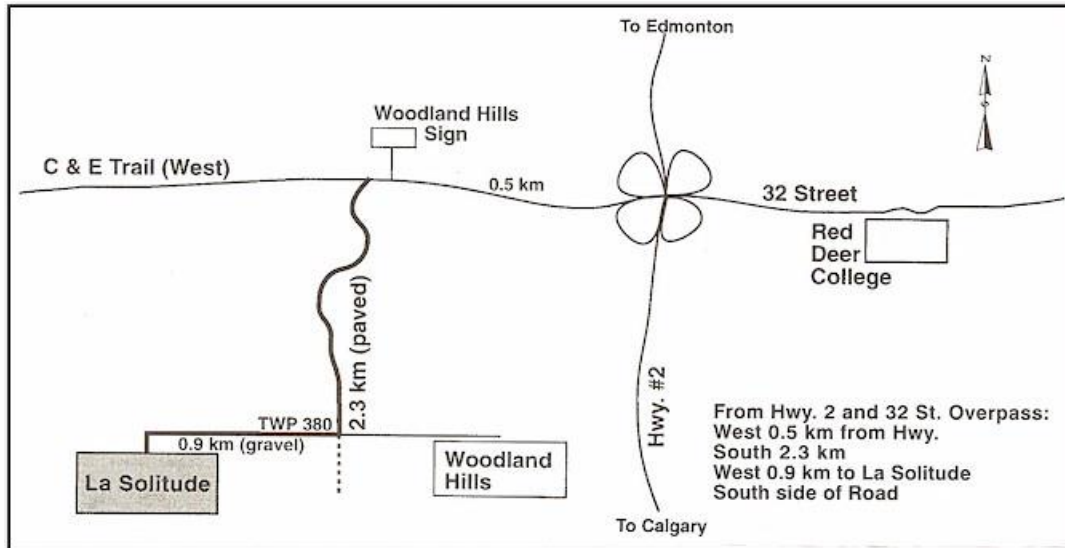 To Edmonton
N
Woodland Hills
Sign
C & E Trail (West)
0.5 km
32 Street
Red
Deer
College
2.3 km (paved)
Hwy. #2
TWP 380
0.9 km (gravel)
La Solitude
Woodland
Hills
From Hwy. 2 and 32 St. Overpass:
West 0.5 km from Hwy.
South 2.3 km
West 0.9 km to La Solitude
South side of Road
To Calgary